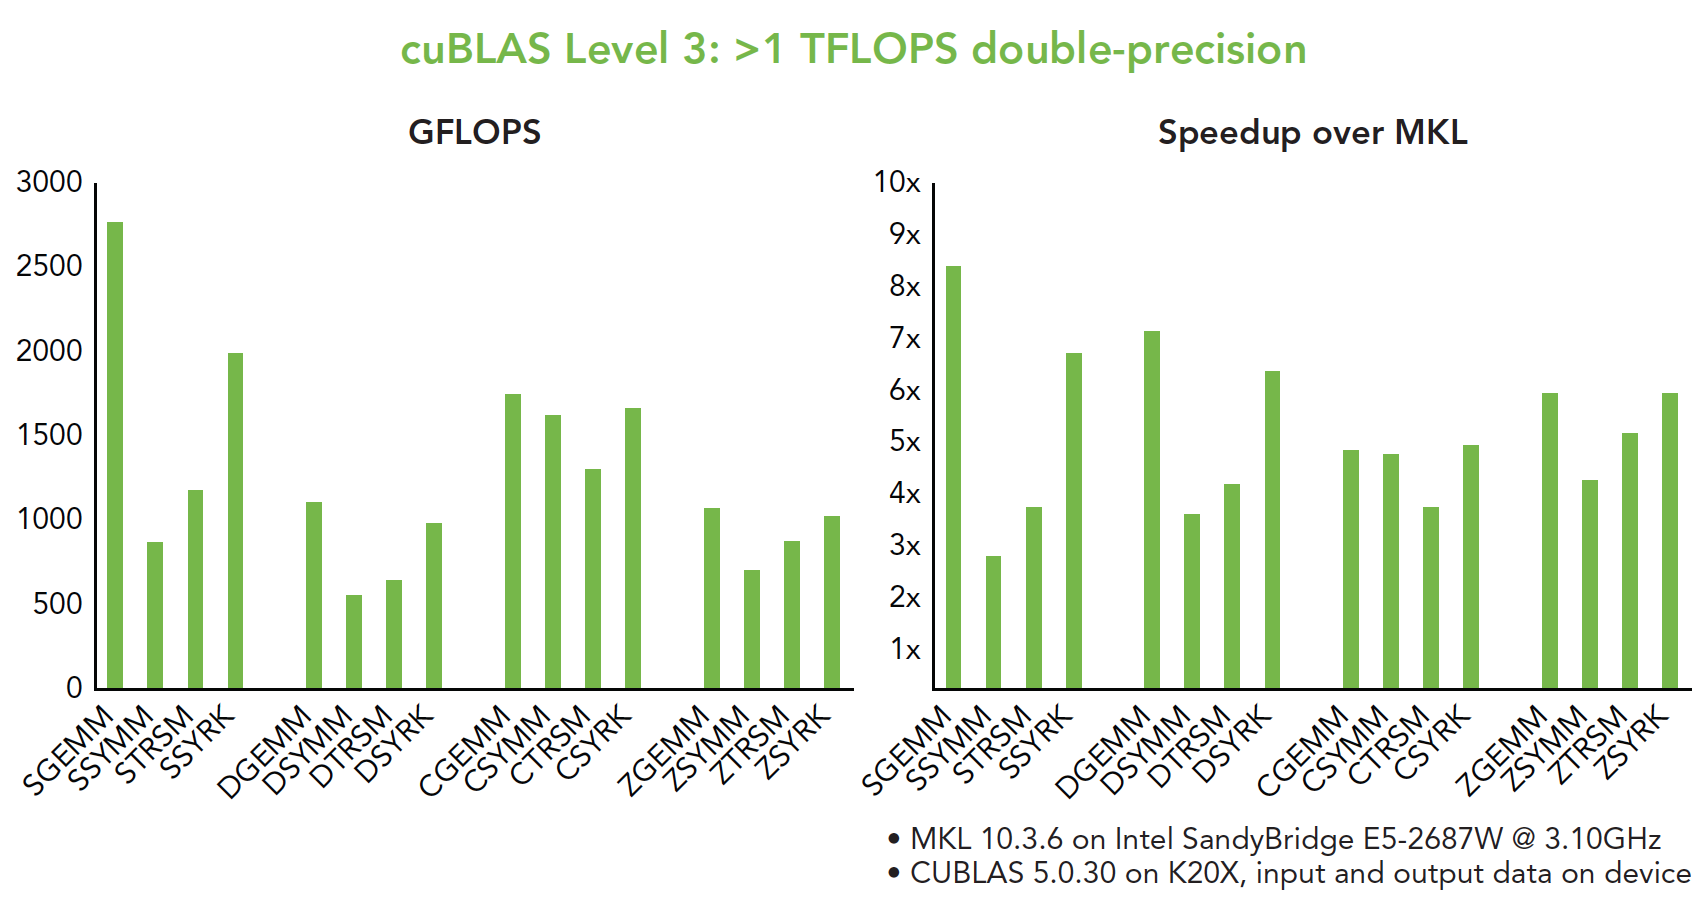 cuBLAS Level 3: >1 TFLOPS double-precision
GFLOPS
3000
2500
2000
1500
1000
500
0
SGEMM
SSYMM
STRSM
SSYRK
DGEMM
DSYMM
DTRSM
DSYRK
CGEMM
CSYMM
CTRSM
CSYRK
ZGEMM
ZSYMM
ZTRSM
ZSYRK
Speedup over MKL
10x
9x
8x
7x
6x
5x
4x
3x
2x
1x
SGEMM
SSYMM
STRSM
SSYRK
DGEMM
DSYMM
DTRSM
DSYRK
CGEMM
CSYMM
CTRSM
CSYRK
ZGEMM
ZSYMM
ZTRSM
ZSYRK
• MKL 10.3.6 on Intel SandyBridge E5-2687W @ 3.10GHz
• CUBLAS 5.0.30 on K20X, input and output data on device